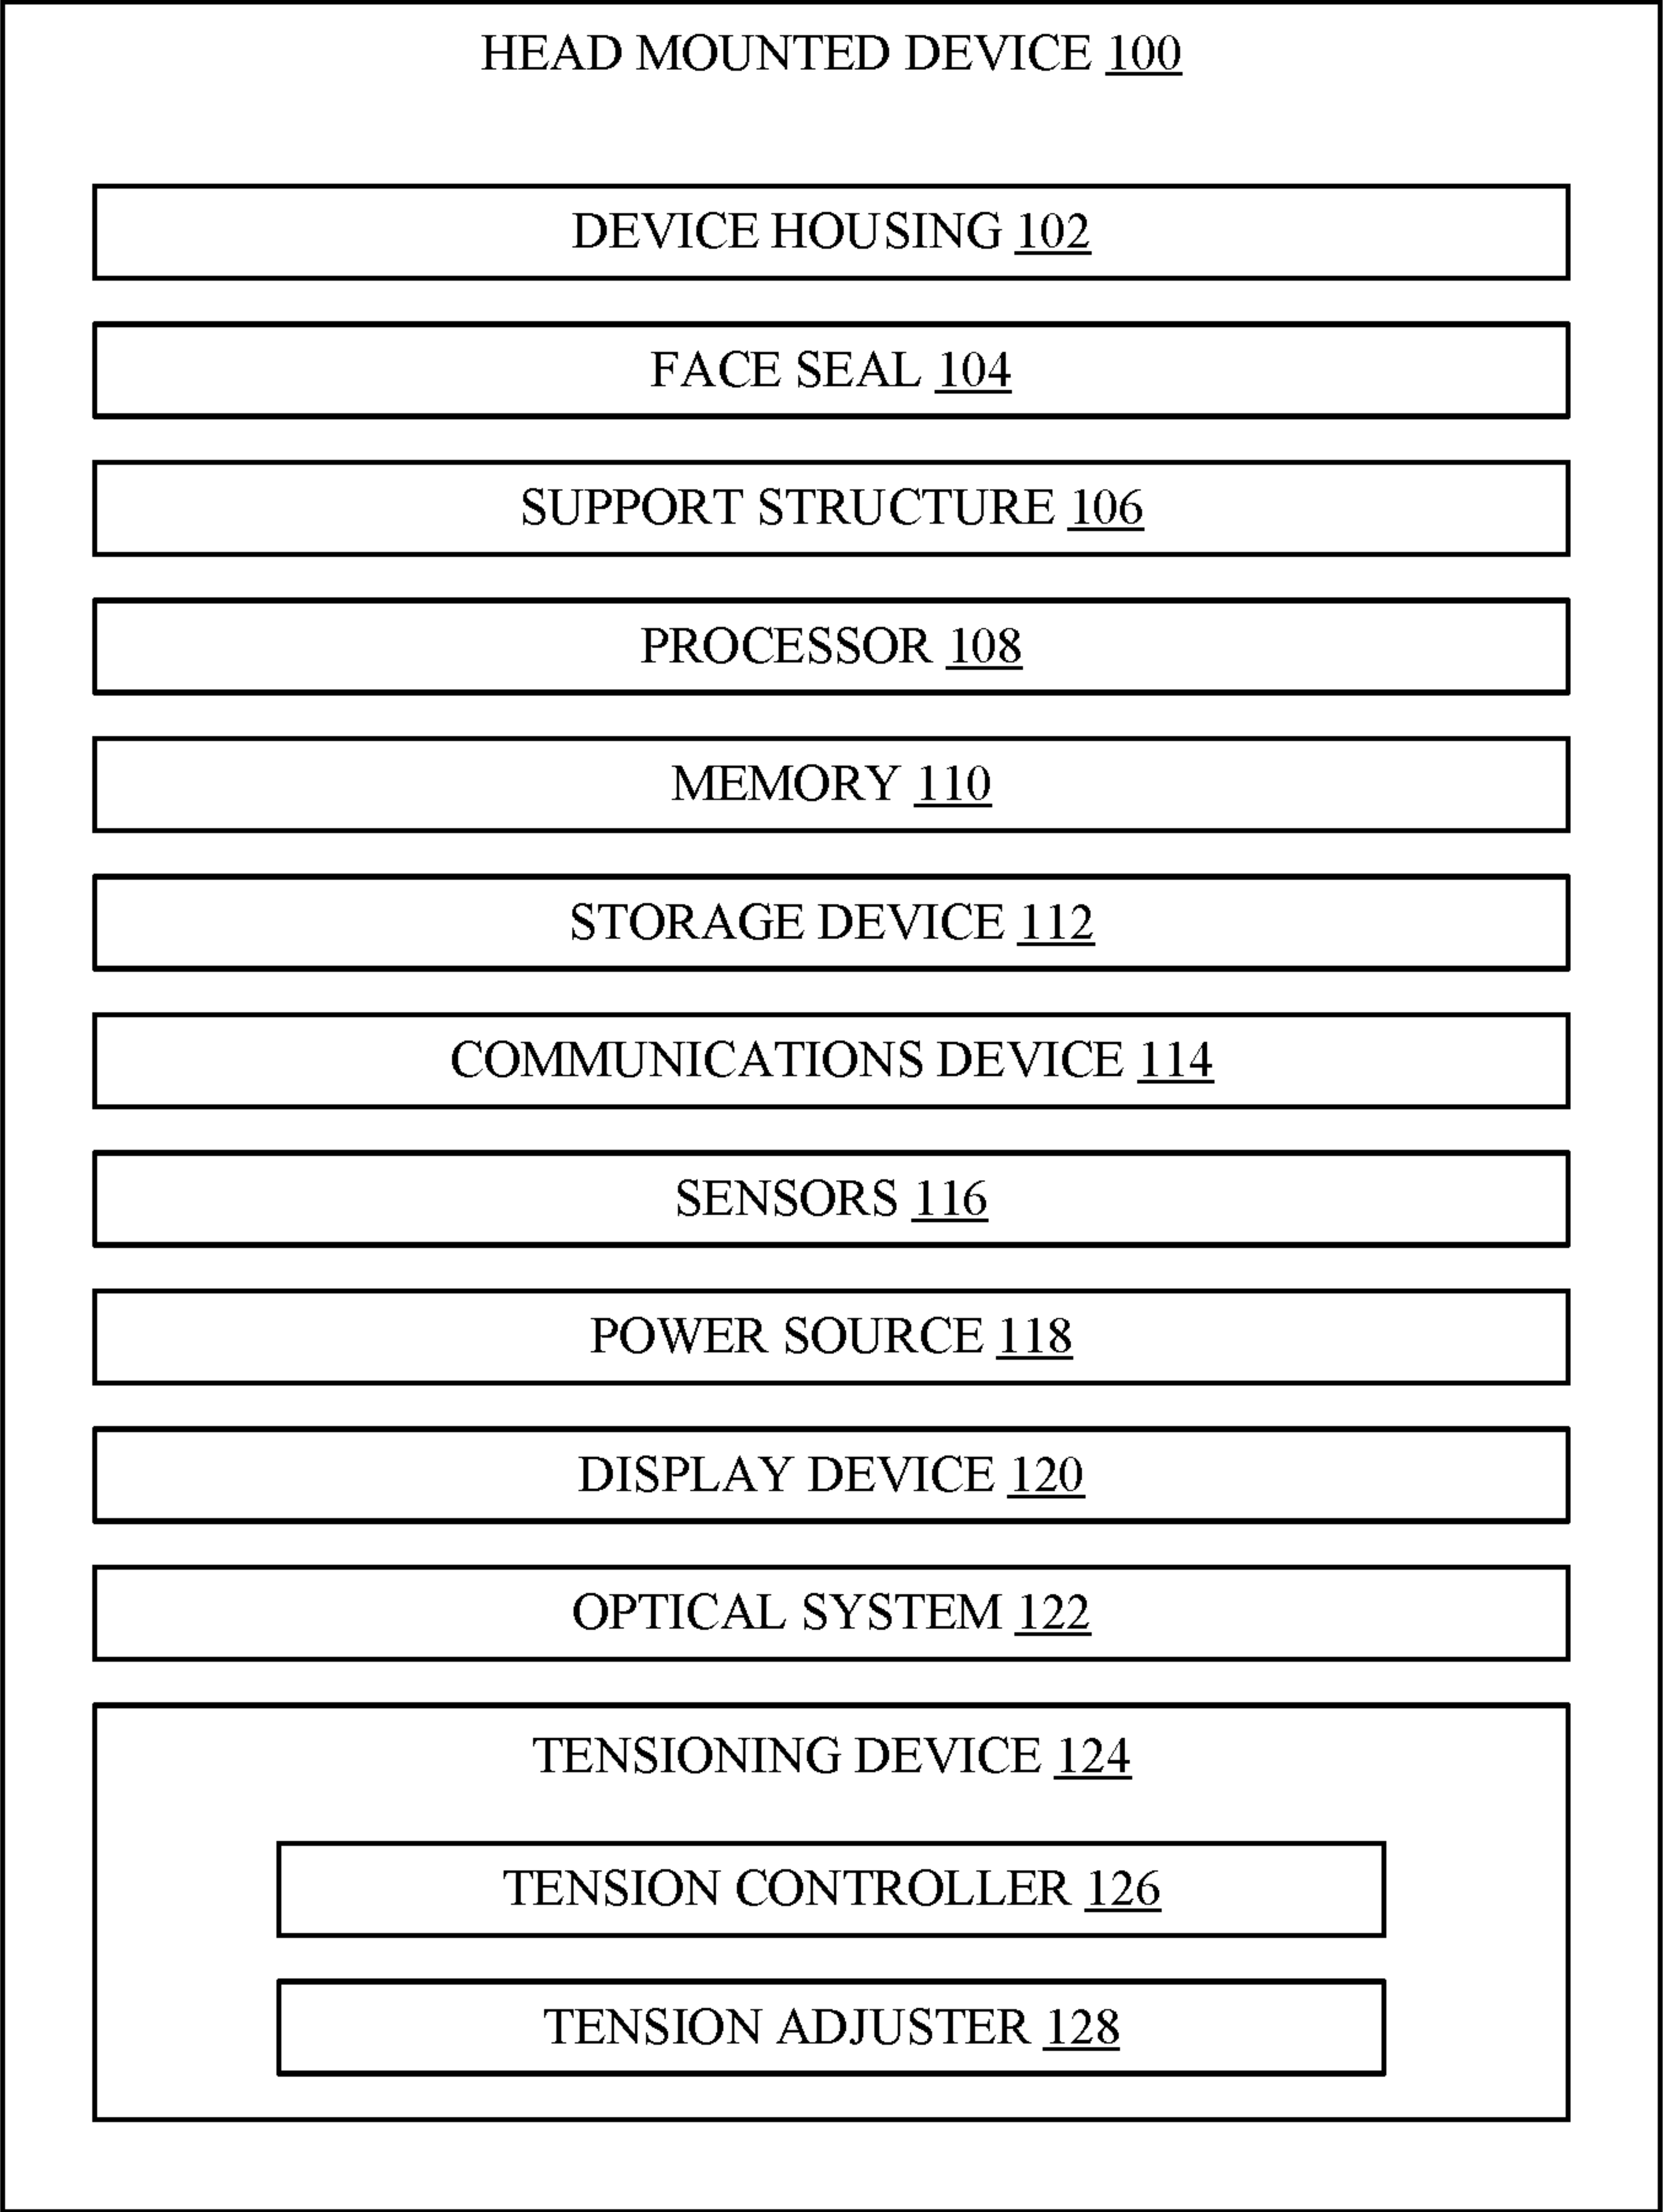 HEAD MOUNTED DEVICE 100
DEVICE HOUSING 102
FACE SEAL 104
SUPPORT STRUCTURE 106
PROCESSOR 108
MEMORY 110
STORAGE DEVICE 112
COMMUNICATIONS DEVICE 114
SENSORS 116
POWER SOURCE 118
DISPLAY DEVICE 120
OPTICAL SYSTEM 122
TENSIONING DEVICE 124
TENSION CONTROLLER 126
TENSION ADJUSTER 128